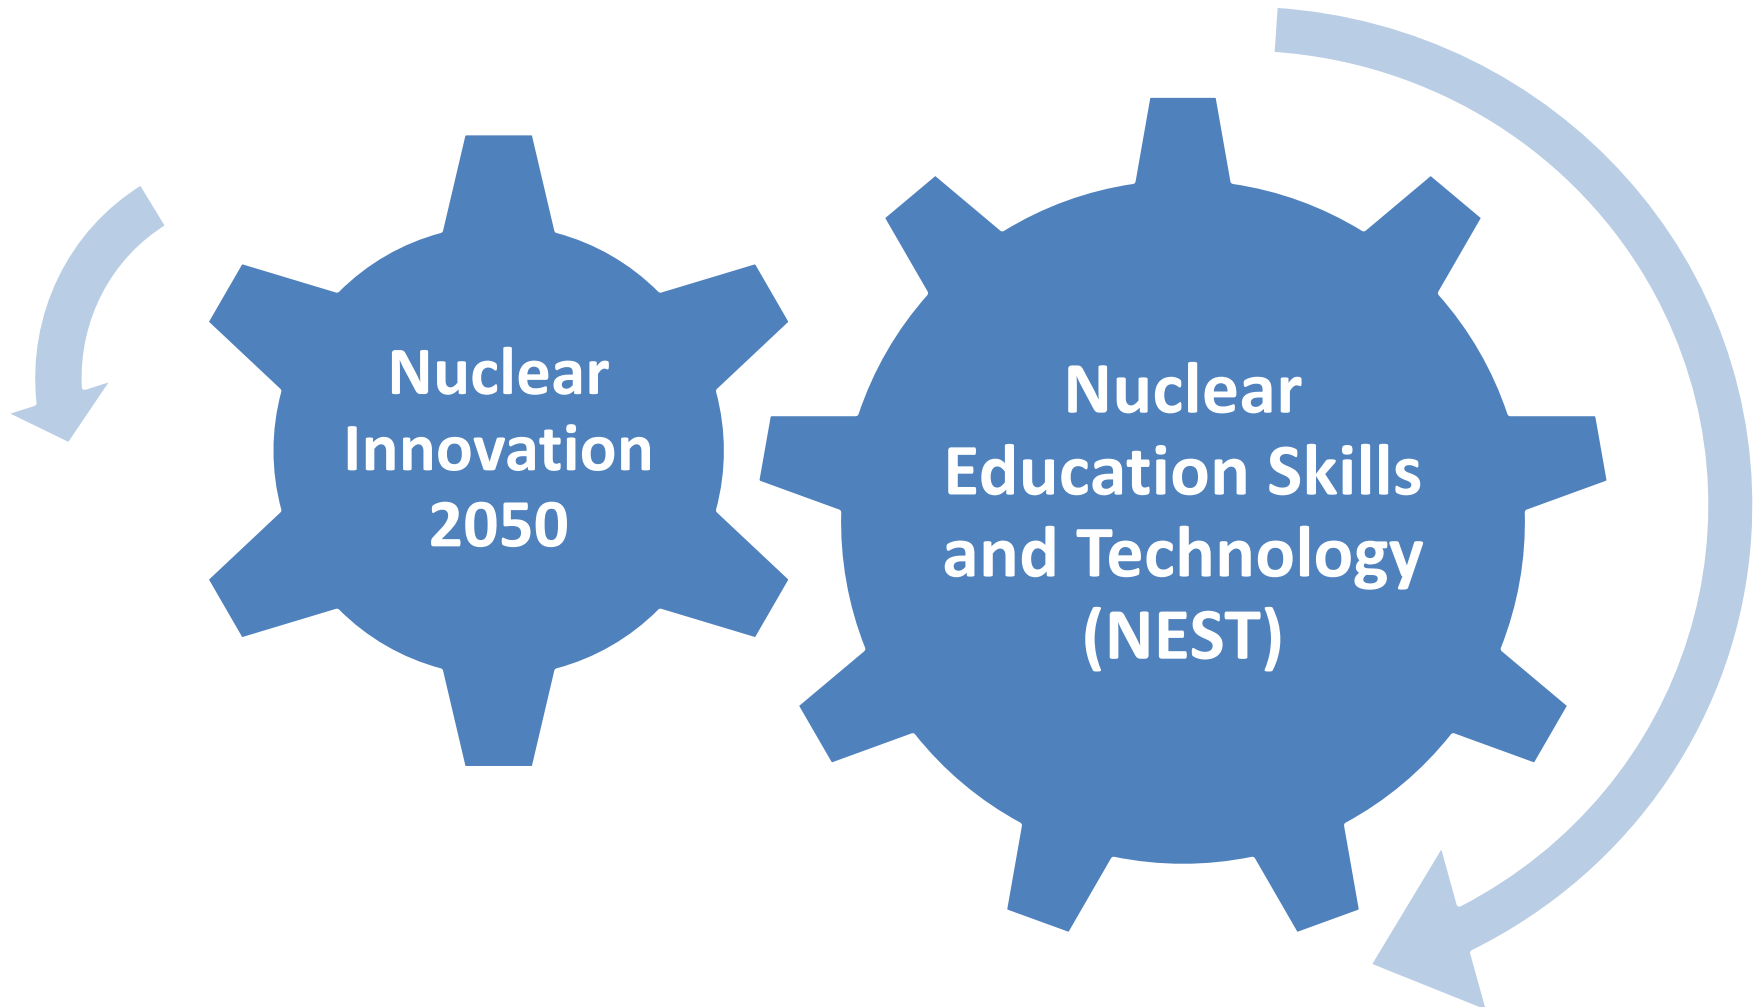 Nuclear
Innovation
2050
Nuclear
Education Skills
and Technology
(NEST)